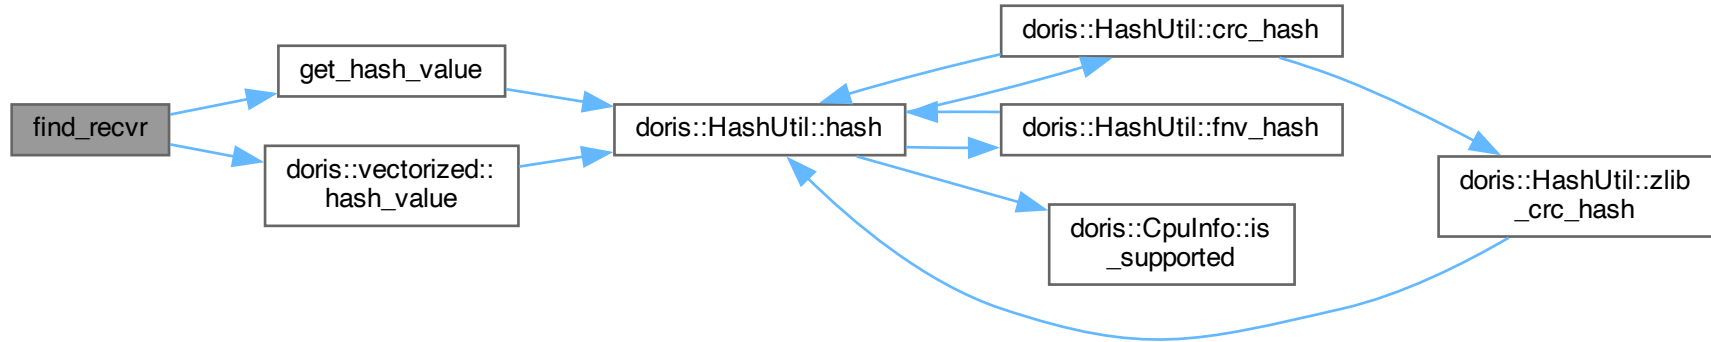 find_recvr
get_hash_value
doris::vectorized::
hash_value
doris::HashUtil::hash
doris::HashUtil::crc_hash
doris::HashUtil::fnv_hash
doris::CpuInfo::is
_supported
doris::HashUtil::zlib
_crc_hash